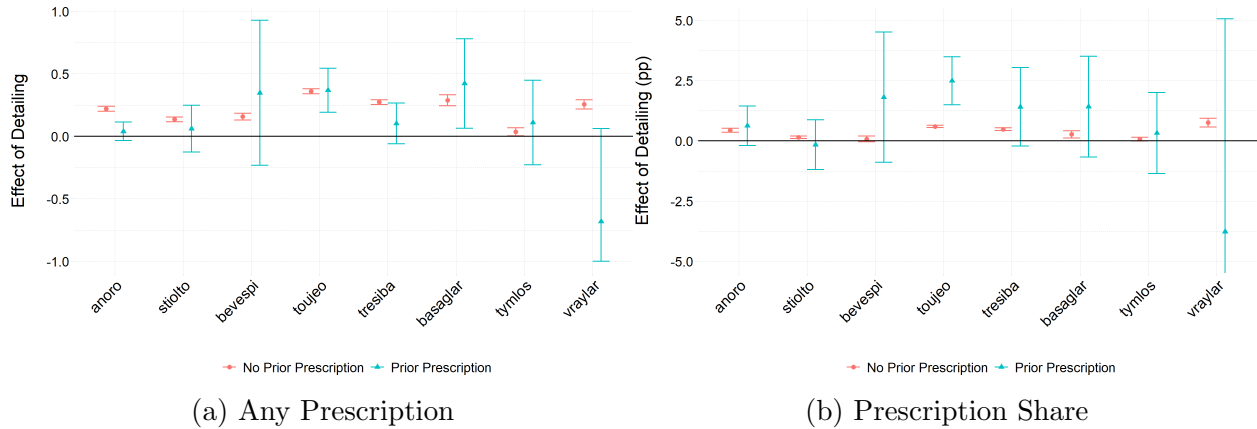 Effect of Detailing
1.0
0.5
0.0
-0.5
-1.0
anoro
stiolto
bevespi
toujeo
tresiba
basaglar
tymlos
vraylar
No Prior Prescription Prior Prescription
(a) Any Prescription
Effect of Detailing (pp)
5.0
2.5
0.0
-2.5
-5.0
anoro
stiolto
bevespi
toujeo
tresiba
basaglar
tymlos
vraylar
No Prior Prescription Prior Prescription
(b) Prescription Share